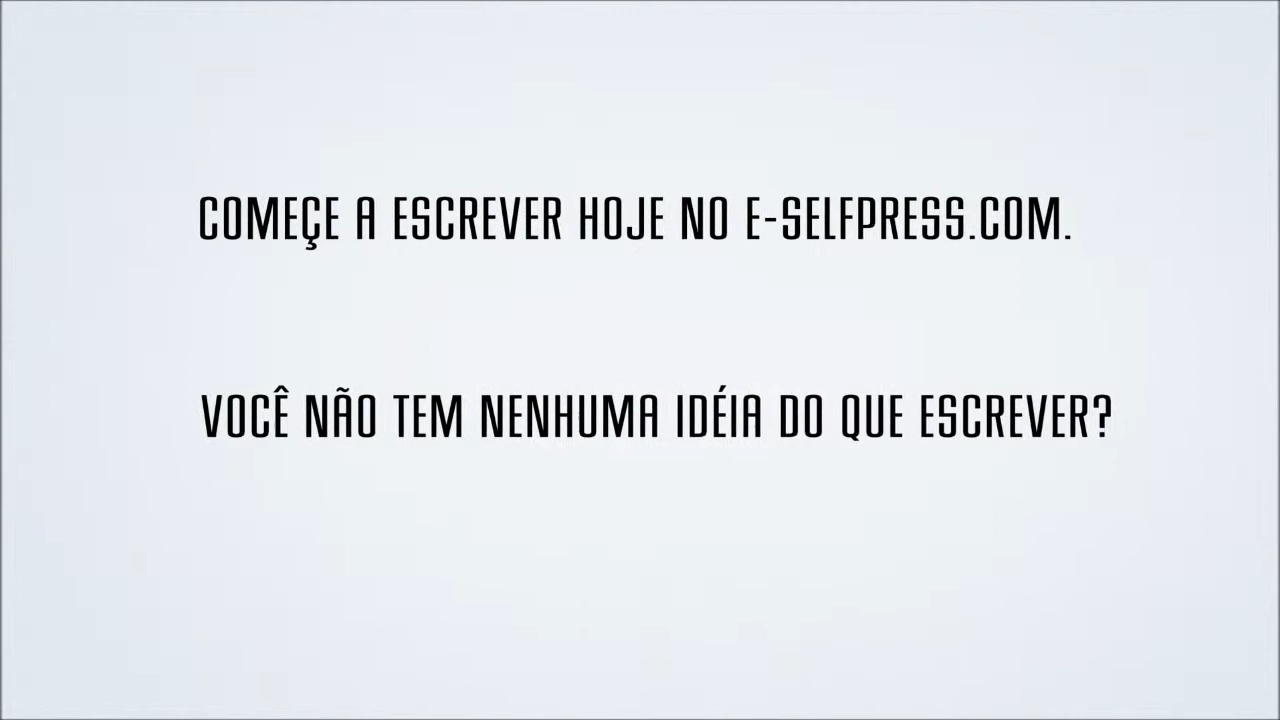 COMEÇE A ESCREVER HOJE NO E-SELFPRESS.COM.
VOCÊ NÃO TEM NENHUMA IDÉIA DO QUE ESCREVER?